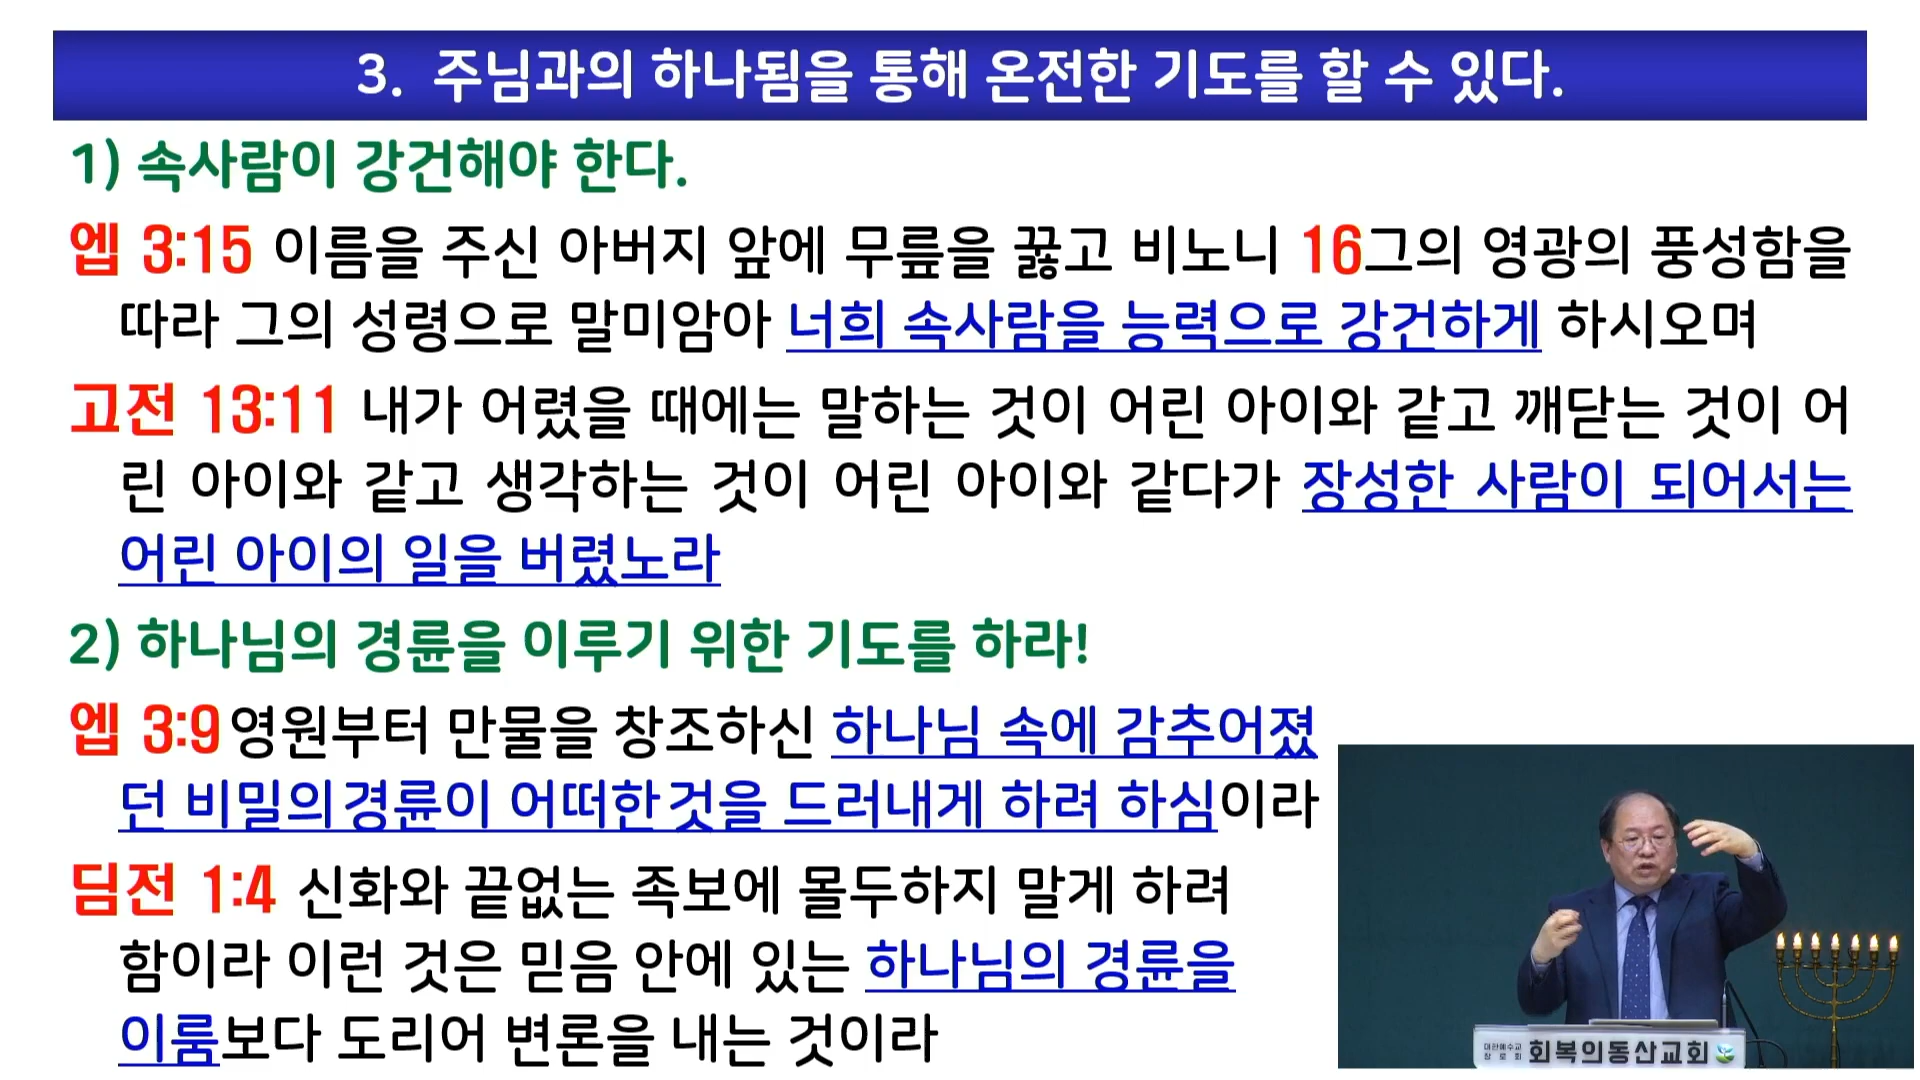 3. 주님과의 하나됨을 통해 온전한 기도를 할 수 있다.
1) 속사람이 강건해야 한다.
엡 3:15 이름을 주신 아버지 앞에 무릎을 꿇고 비노니 16그의 영광의 풍성함을
따라 그의 성령으로 말미암아 너희 속사람을 능력으로 강건하게 하시오며
고전 13:11 내가 어렸을 때에는 말하는 것이 어린 아이와 같고 깨닫는 것이 어
린 아이와 같고 생각하는 것이 어린 아이와 같다가 장성한 사람이 되어서는
어린 아이의 일을 버렸노라
2) 하나님의 경륜을 이루기 위한 기도를 하라!
엡 3:9 영원부터 만물을 창조하신 하나님 속에 감추어졌
던 비밀의 경륜이 어떠한 것을 드러내게 하려 하심이라
딤전 1:4 신화와 끝없는 족보에 몰두하지 말게 하려
함이라 이런 것은 믿음 안에 있는 하나님의 경륜을
이룸보다 도리어 변론을 내는 것이라
대한예수교
장로회 회복의동산교회